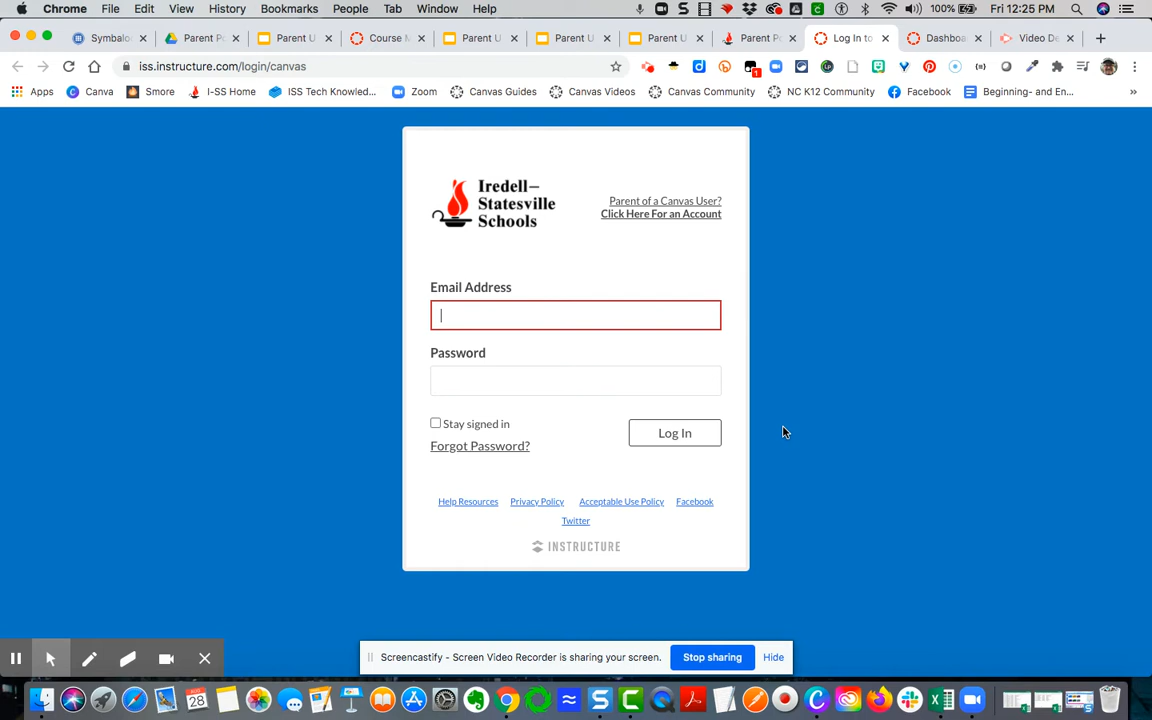 Chrome File Edit View History Bookmarks People Tab Window Help 100% Fri 12:25 PM
Symbaloo Parent Po Parent U Course M Parent U Parent U Parent U Parent Po Log In to Dashboa Video De
iss.instructure.com/login/canvas
Apps Canva Smore I-SS Home ISS Tech Knowled... Zoom Canvas Guides Canvas Videos Canvas Community NC K12 Community Facebook Beginning- and En...
Iredell–
Statesville
Schools
Parent of a Canvas User?
Click Here For an Account
Email Address
Password
Stay signed in
Log In
Forgot Password?
Help Resources Privacy Policy Acceptable Use Policy Facebook
Twitter
INSTRUCTURE
Screencastify - Screen Video Recorder is sharing your screen. Stop sharing Hide
28